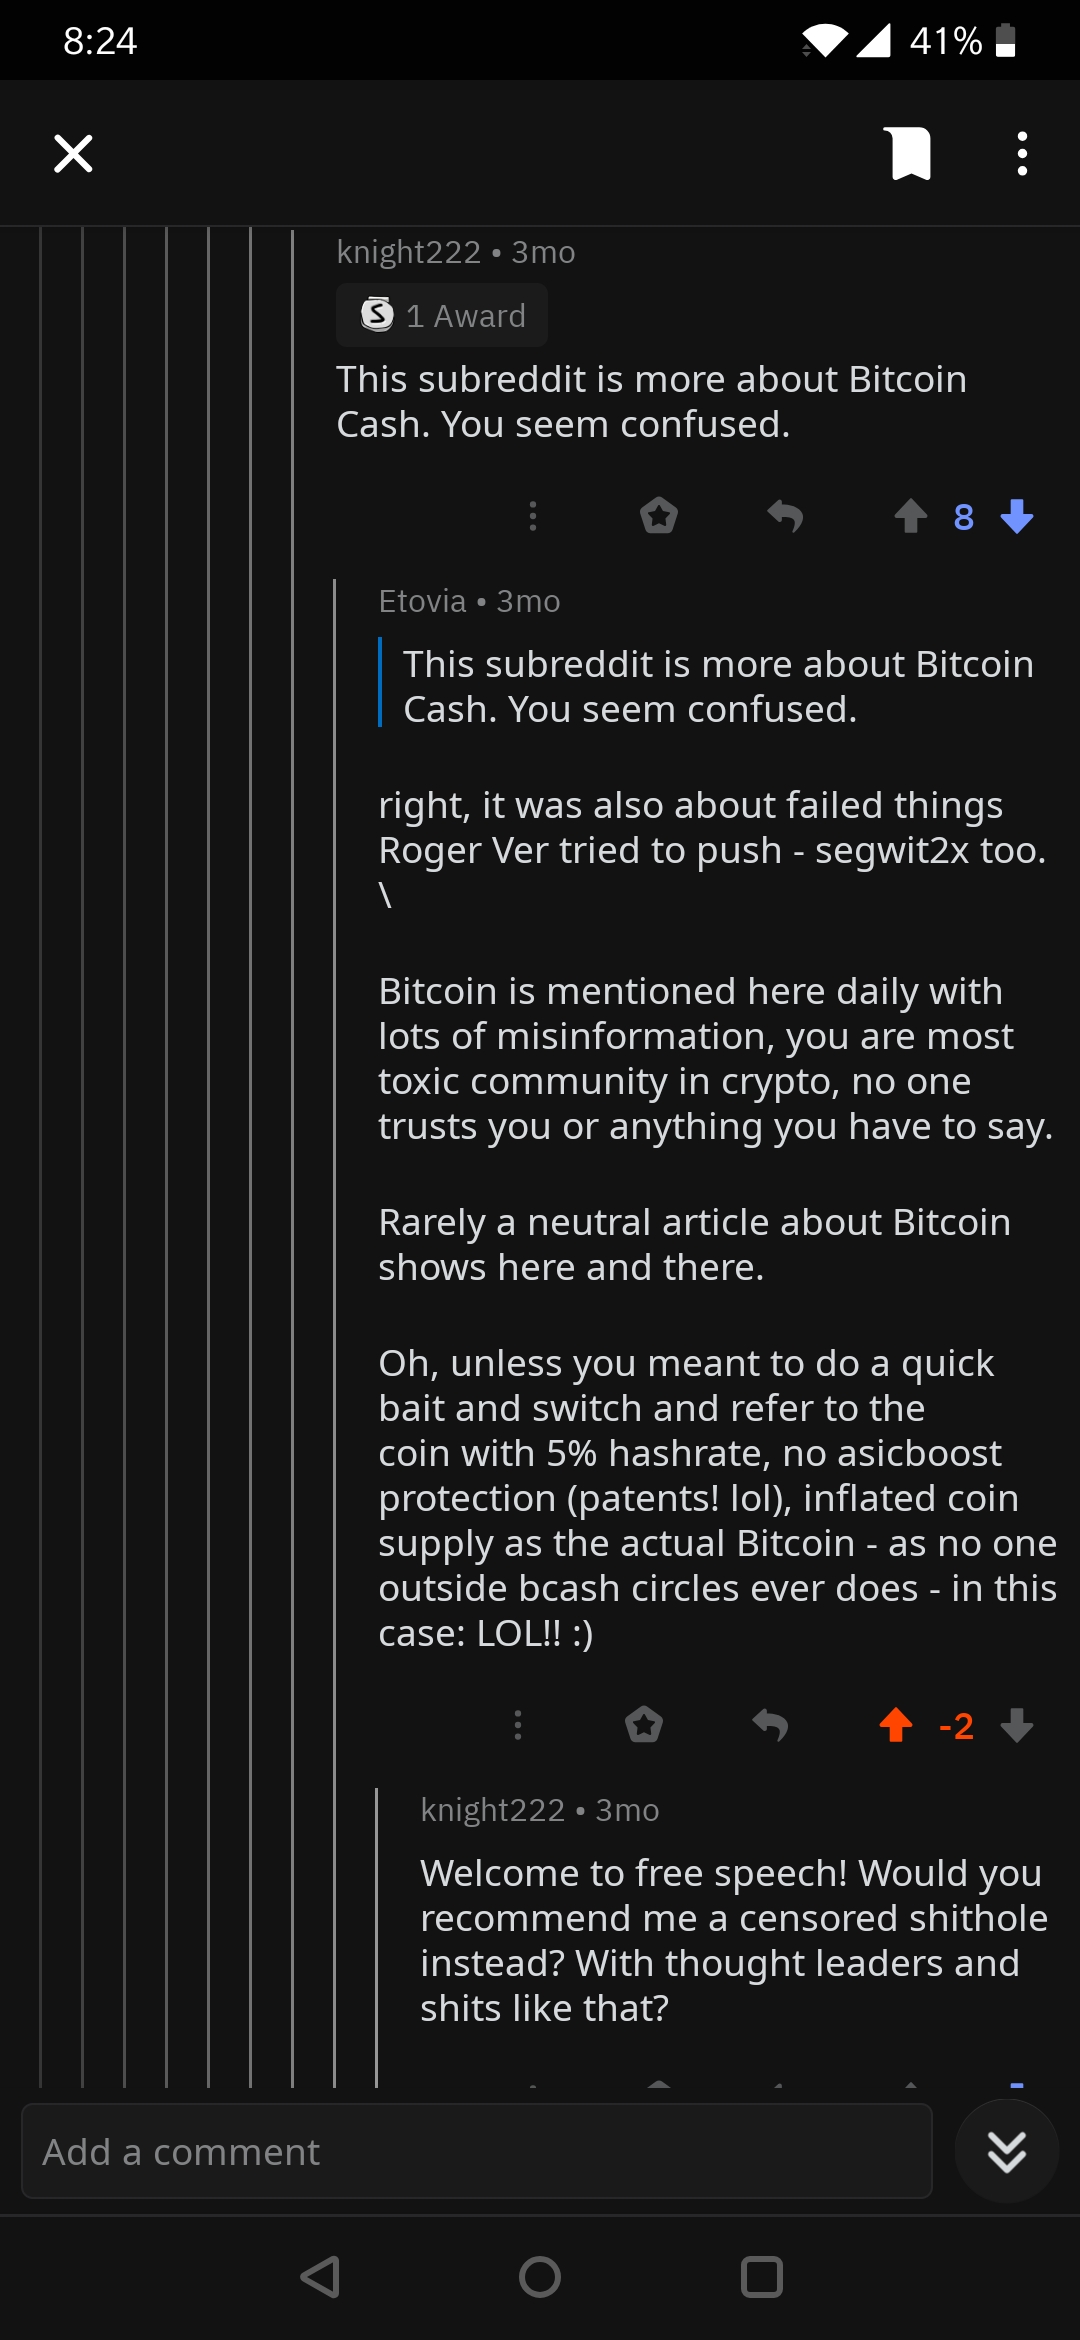 8:24
41%
knight222 • 3mo
1 Award
This subreddit is more about Bitcoin
Cash. You seem confused.
8
Etovia • 3mo
This subreddit is more about Bitcoin
Cash. You seem confused.
right, it was also about failed things
Roger Ver tried to push - segwit2x too.
\
Bitcoin is mentioned here daily with
lots of misinformation, you are most
toxic community in crypto, no one
trusts you or anything you have to say.
Rarely a neutral article about Bitcoin
shows here and there.
Oh, unless you meant to do a quick
bait and switch and refer to the
coin with 5% hashrate, no asicboost
protection (patents! lol), inflated coin
supply as the actual Bitcoin - as no one
outside bcash circles ever does - in this
case: LOL!! :)
-2
knight222 • 3mo
Welcome to free speech! Would you
recommend me a censored shithole
instead? With thought leaders and
shits like that?
Add a comment